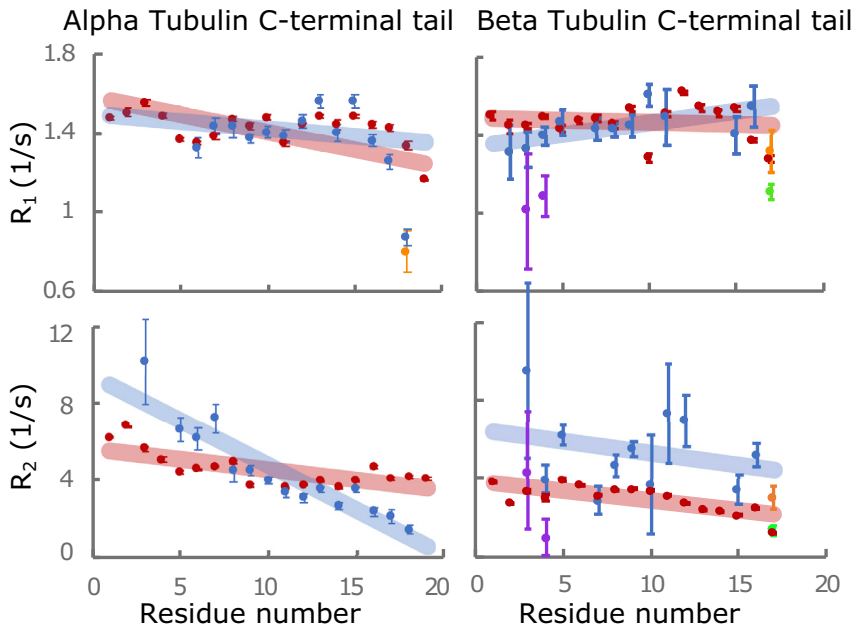 Alpha Tubulin C-terminal tail
Beta Tubulin C-terminal tail
R1 (1/s)
1.8
1.4
1
0.6
R2 (1/s)
12
8
4
0
0 5 10 15 20
0 5 10 15 20
Residue number
Residue number